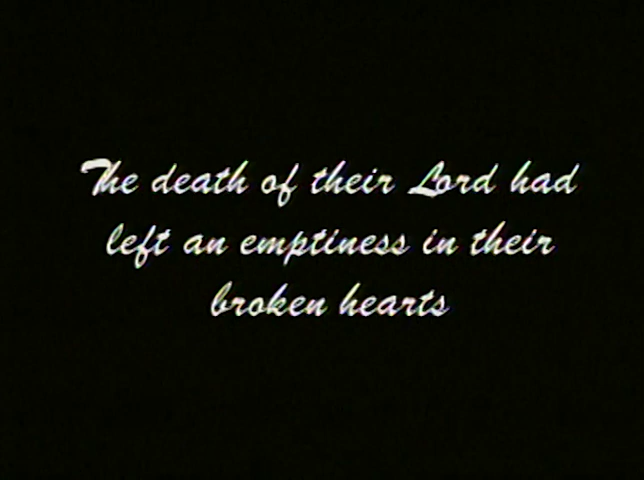 The death of their Lord had
left an emptiness in their
broken hearts